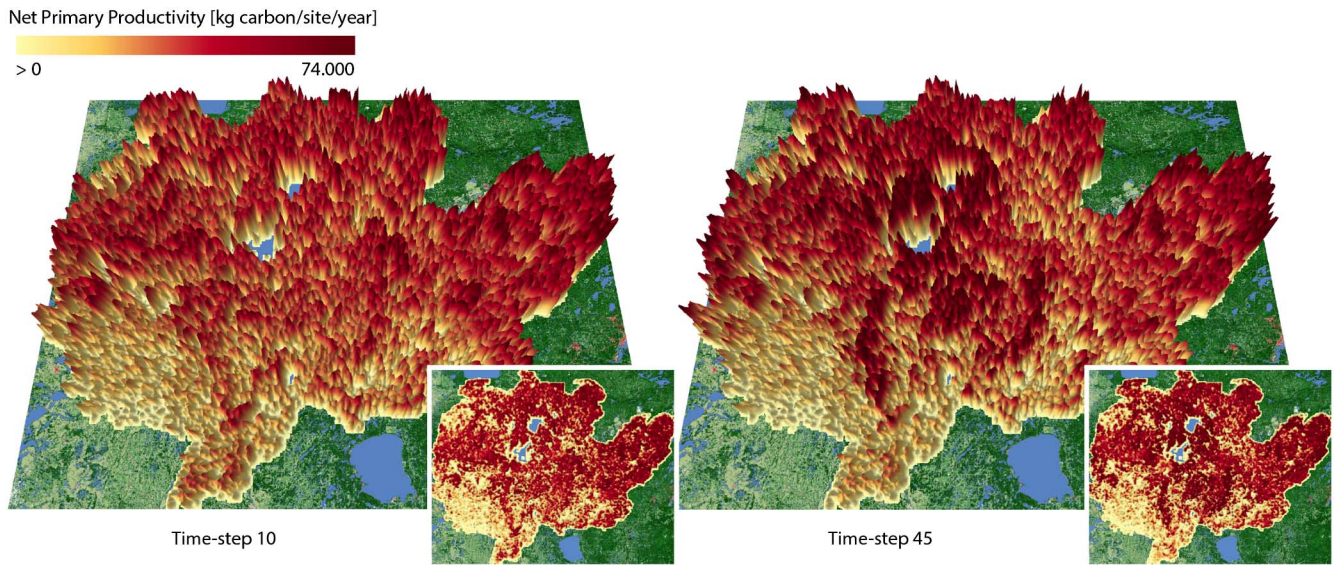 Net Primary Productivity [kg carbon/site/year]
> 0 74.000
Time-step 10
Time-step 45